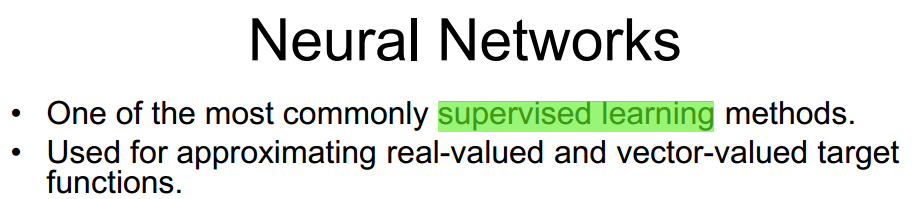 Neural Networks
• One of the most commonly supervised learning methods.
• Used for approximating real-valued and vector-valued target
functions.